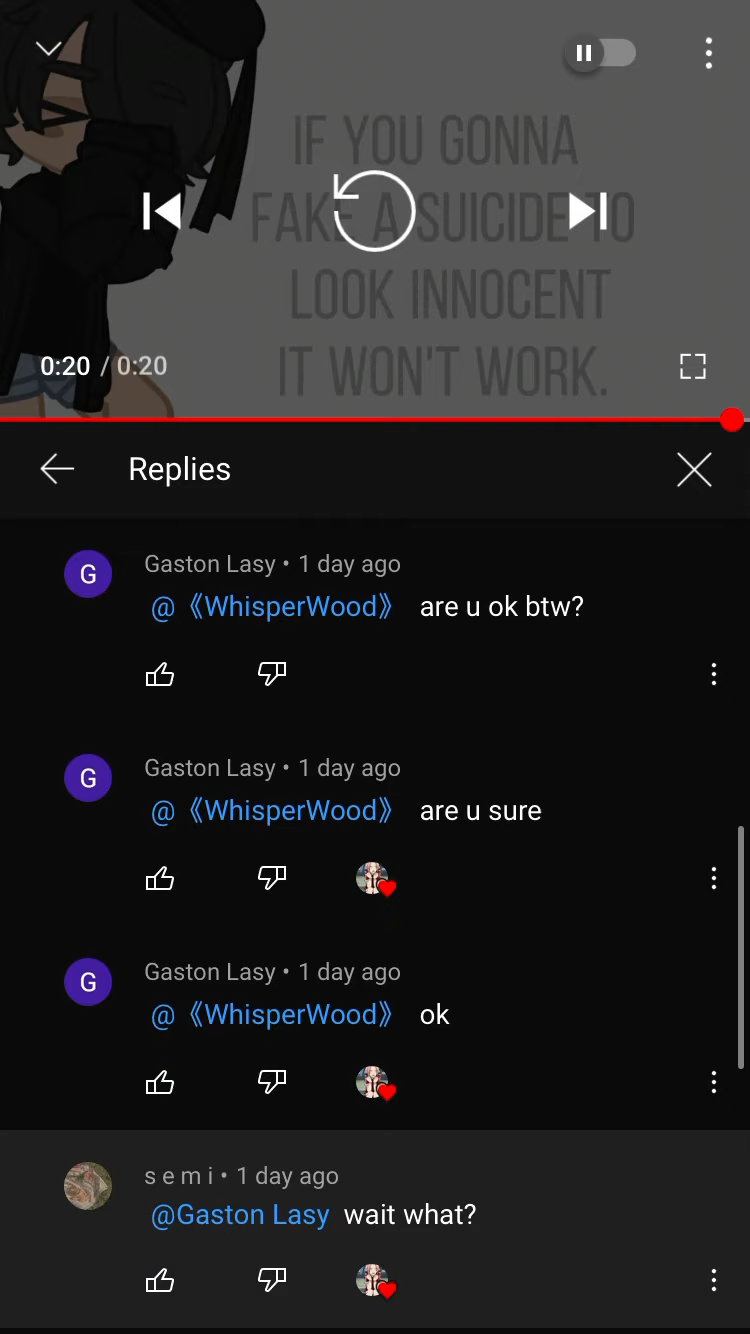 IF YOU GONNA
FAKE A SUICIDE TO
LOOK INNOCENT
IT WON'T WORK.
0:20 / 0:20
Replies
G
Gaston Lasy • 1 day ago
@《WhisperWood》 are u ok btw?
G
Gaston Lasy • 1 day ago
@《WhisperWood》 are u sure
G
Gaston Lasy • 1 day ago
@《WhisperWood》 ok
s e m i • 1 day ago
@Gaston Lasy wait what?